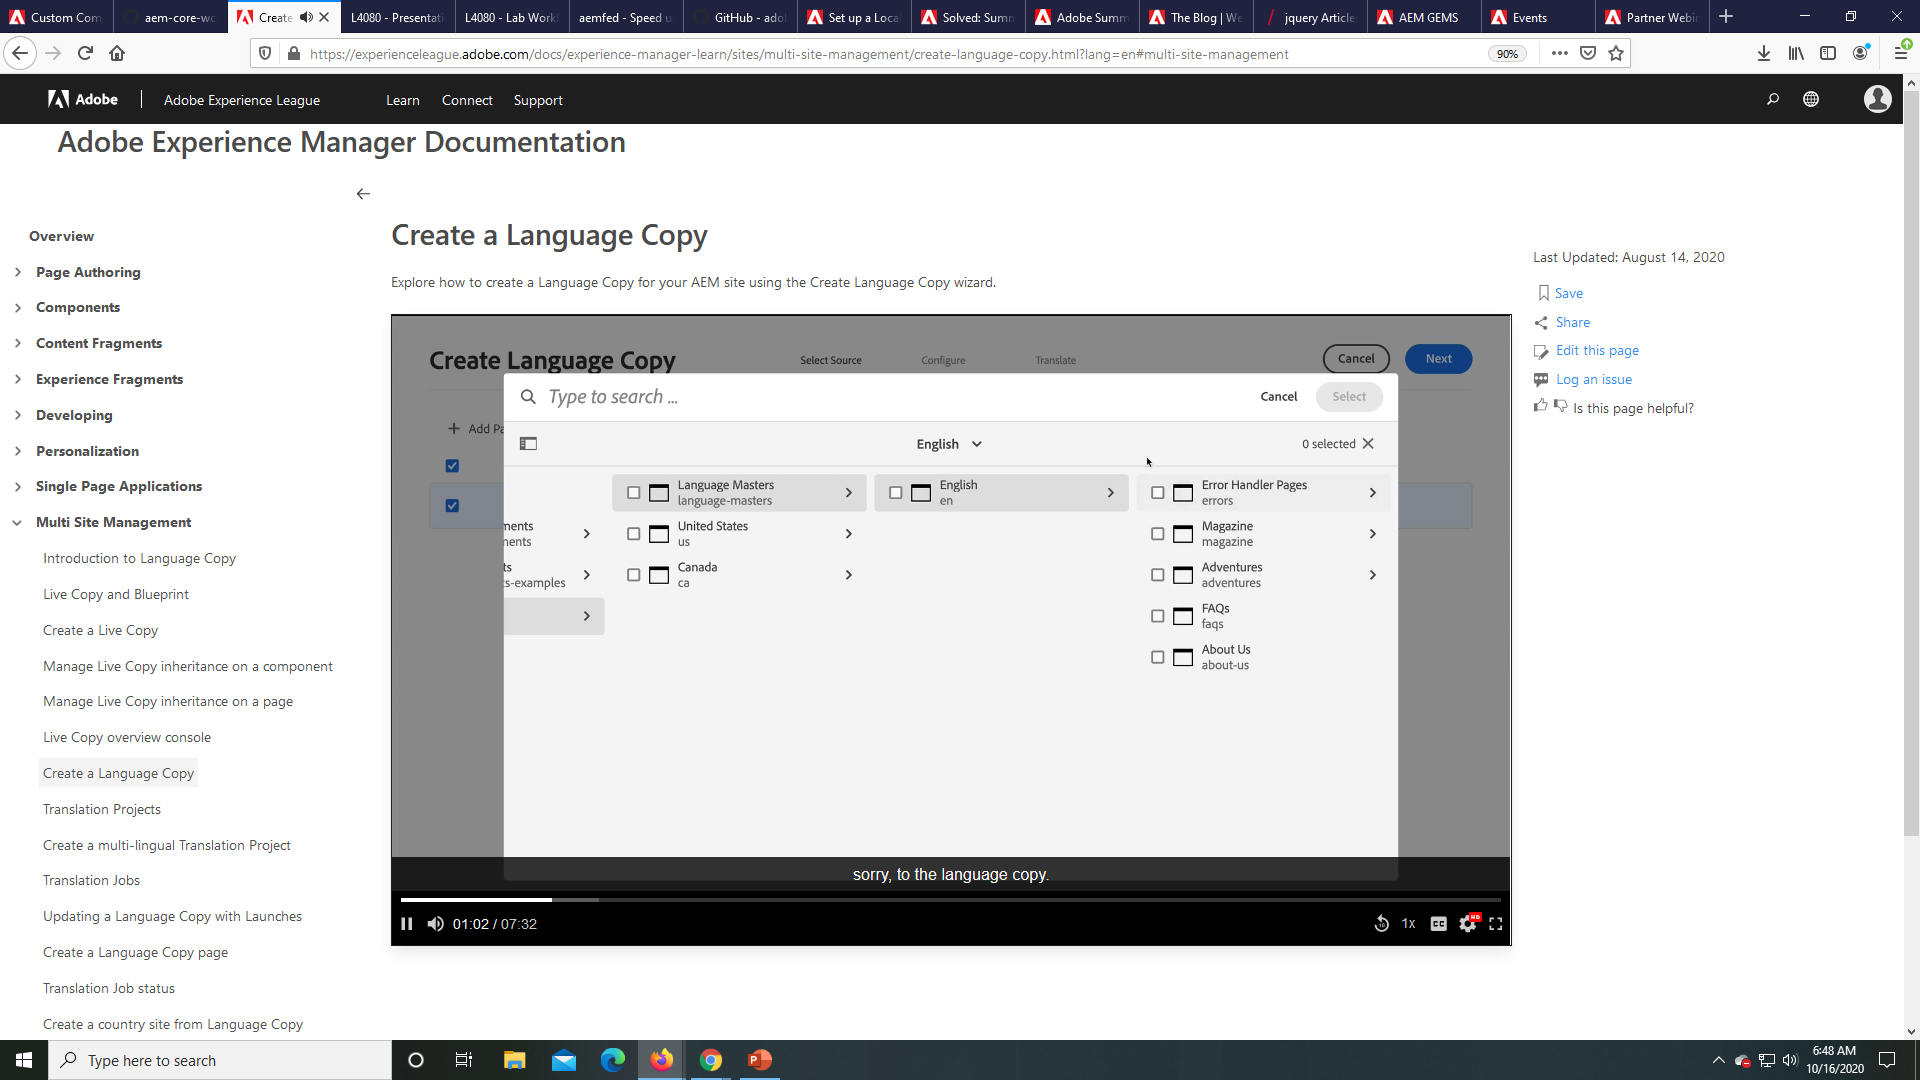 Custom Com
aem-core-wc
Create
L4080 - Presentati
L4080 - Lab Work
aemfed - Speed u
GitHub - ado
Set up a Loca
Solved: Summ
Adobe Summ
The Blog | We
jquery Article
AEM GEMS
Events
Partner Webi
https://experienceleague.adobe.com/docs/experience-manager-learn/sites/multi-site-management/create-language-copy.html?lang=en#multi-site-management
90%
Adobe
Adobe Experience League
Learn
Connect
Support
Adobe Experience Manager Documentation
Overview
Page Authoring
Components
Content Fragments
Experience Fragments
Developing
Personalization
Single Page Applications
Multi Site Management
Introduction to Language Copy
Live Copy and Blueprint
Create a Live Copy
Manage Live Copy inheritance on a component
Manage Live Copy inheritance on a page
Live Copy overview console
Create a Language Copy
Translation Projects
Create a multi-lingual Translation Project
Translation Jobs
Updating a Language Copy with Launches
Create a Language Copy page
Translation Job status
Create a country site from Language Copy
Create a Language Copy
Explore how to create a Language Copy for your AEM site using the Create Language Copy wizard.
Create Language Copy
Select Source
Configure
Translate
Cancel
Next
+ Add Pa
Type to search ...
Cancel
Select
English
0 selected
nents
nents
ts
s-examples
Language Masters
language-masters
United States
us
Canada
ca
English
en
Error Handler Pages
errors
Magazine
magazine
Adventures
adventures
FAQs
faqs
About Us
about-us
sorry, to the language copy.
01:02 / 07:32
10
1x
CC
HD
Last Updated: August 14, 2020
Save
Share
Edit this page
Log an issue
Is this page helpful?
Type here to search
6:48 AM
10/16/2020